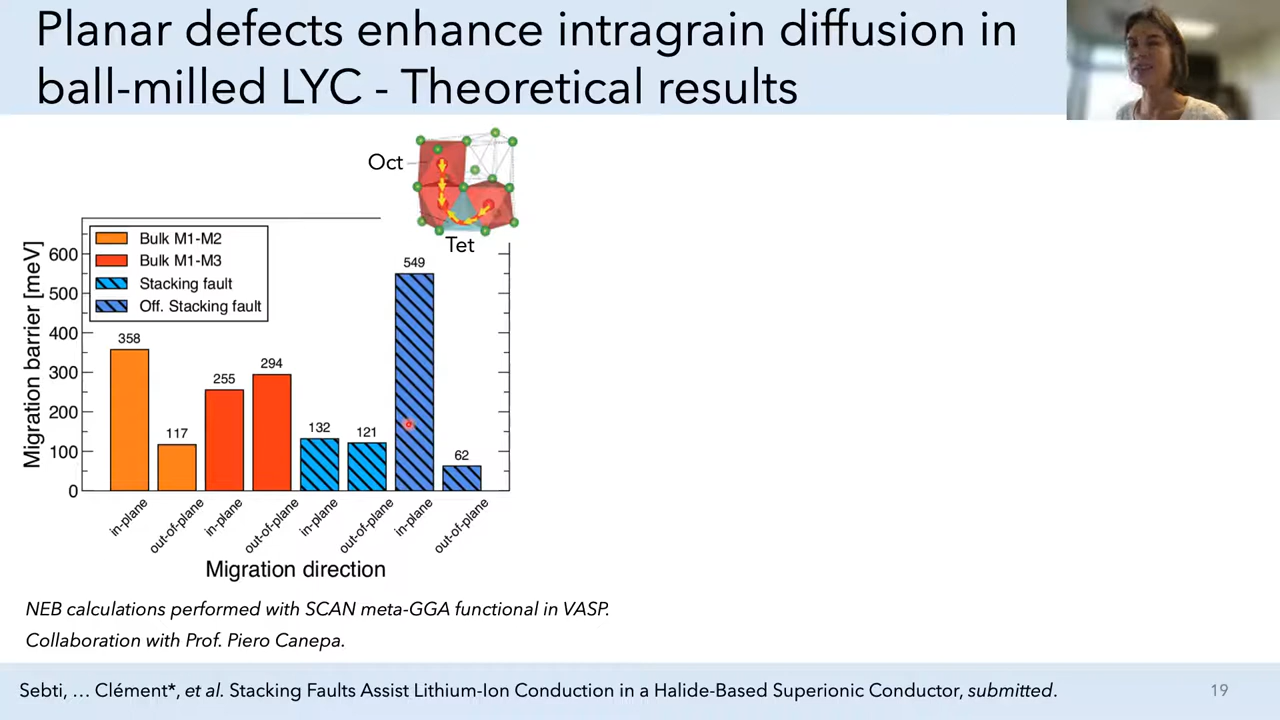 Planar defects enhance intragrain diffusion in
ball-milled LYC - Theoretical results
Oct
Tet
Migration barrier [meV]
600
500
400
300
200
100
0
Bulk M1-M2
Bulk M1-M3
Stacking fault
Off. Stacking fault
358
117
255
294
132
121
549
62
in-plane
out-of-plane
in-plane
out-of-plane
in-plane
out-of-plane
in-plane
out-of-plane
Migration direction
NEB calculations performed with SCAN meta-GGA functional in VASP.
Collaboration with Prof. Piero Canepa.
Sebti, … Clément*, et al. Stacking Faults Assist Lithium-Ion Conduction in a Halide-Based Superionic Conductor, submitted.
19